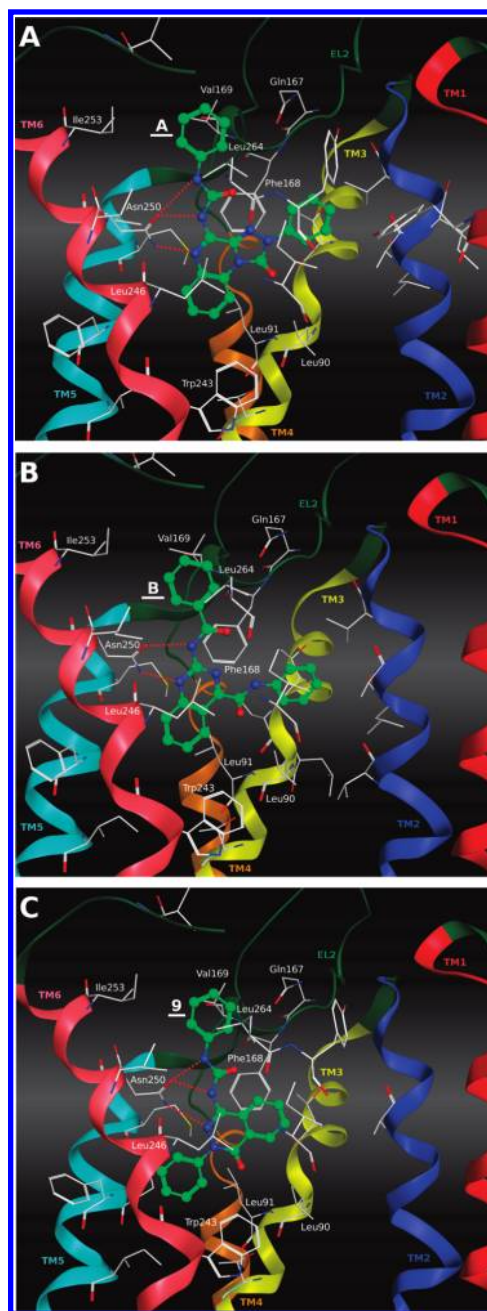 A
EL2
Val169
Gln167
TM1
TM6
Ile253
A
Leu264
TM3
Asn250
Phe168
Leu246
Leu91
Leu90
Trp243
TM5
TM2
TM4
B
EL2
Gln167
TM1
TM6
Ile253
Val169
B
Leu264
TM3
Asn250
Phe168
Leu246
Leu91
Trp243
Leu90
TM5
TM2
TM4
C
EL2
Gln167
TM1
Val169
TM6
Ile253
9
Leu264
Phe168
TM3
Asn250
Leu246
Leu91
Trp243
Leu90
TM5
TM2
TM4